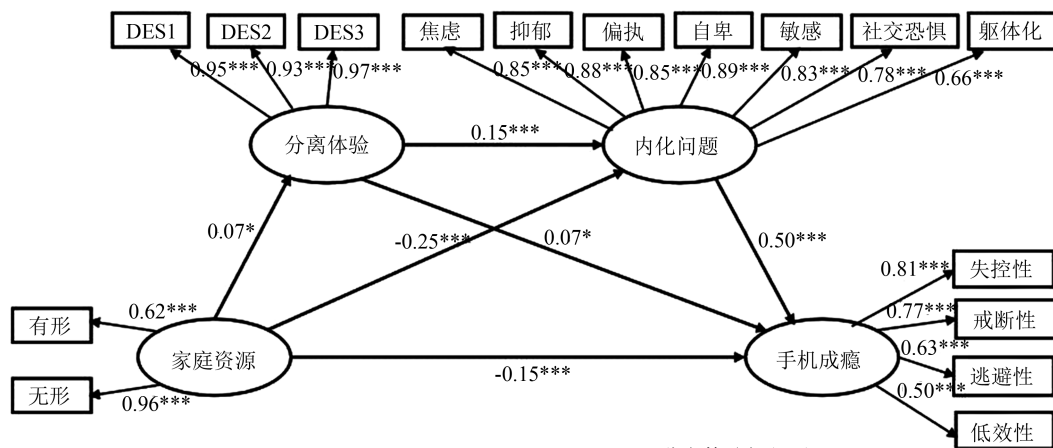 DES1 DES2 DES3 焦虑 抑郁 偏执 自卑 敏感 社交恐惧 躯体化
0.95*** 0.93*** 0.97*** 0.85*** 0.88*** 0.85*** 0.89*** 0.83*** 0.78*** 0.66***
分离体验 0.15*** 内化问题
0.07* -0.25*** 0.07* 0.50***
有形 0.62*** 家庭资源 -0.15*** 手机成瘾
无形 0.96***
0.81*** 失控性
0.77*** 戒断性
0.63*** 逃避性
0.50*** 低效性